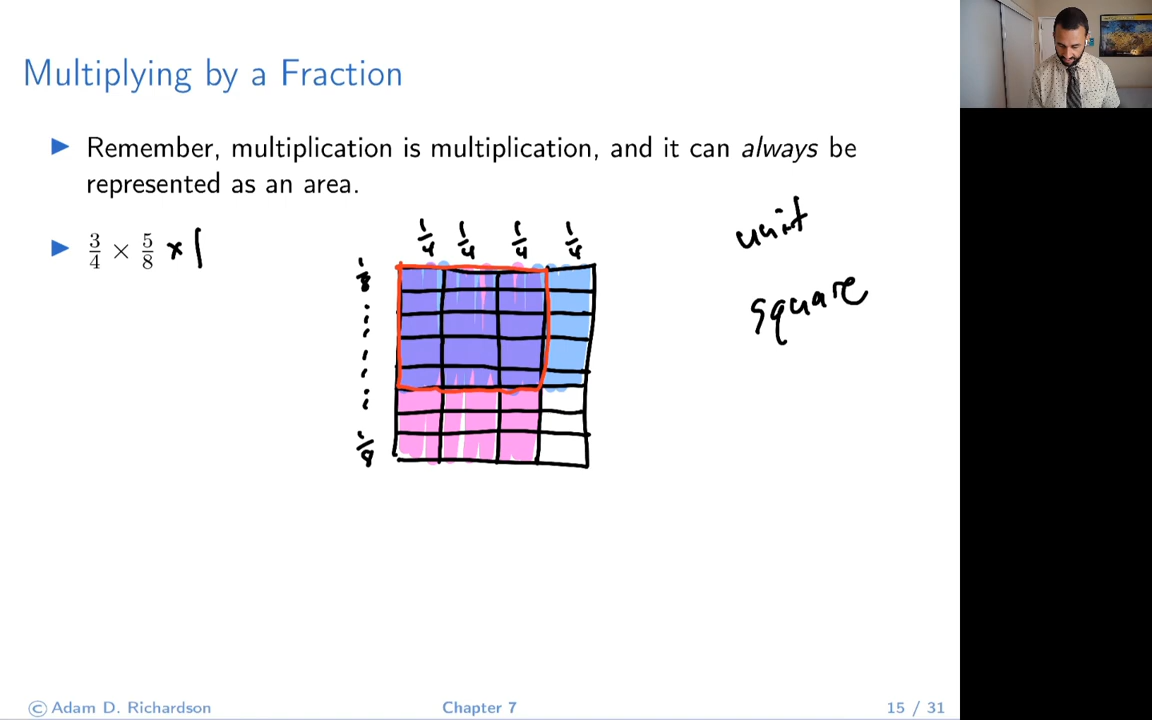 Multiplying by a Fraction
▶ Remember, multiplication is multiplication, and it can always be
represented as an area.
▶ 3/4 × 5/8 × 1
unit
square
1/4 1/4 1/4 1/4
1/8
1/8
© Adam D. Richardson Chapter 7 15 / 31